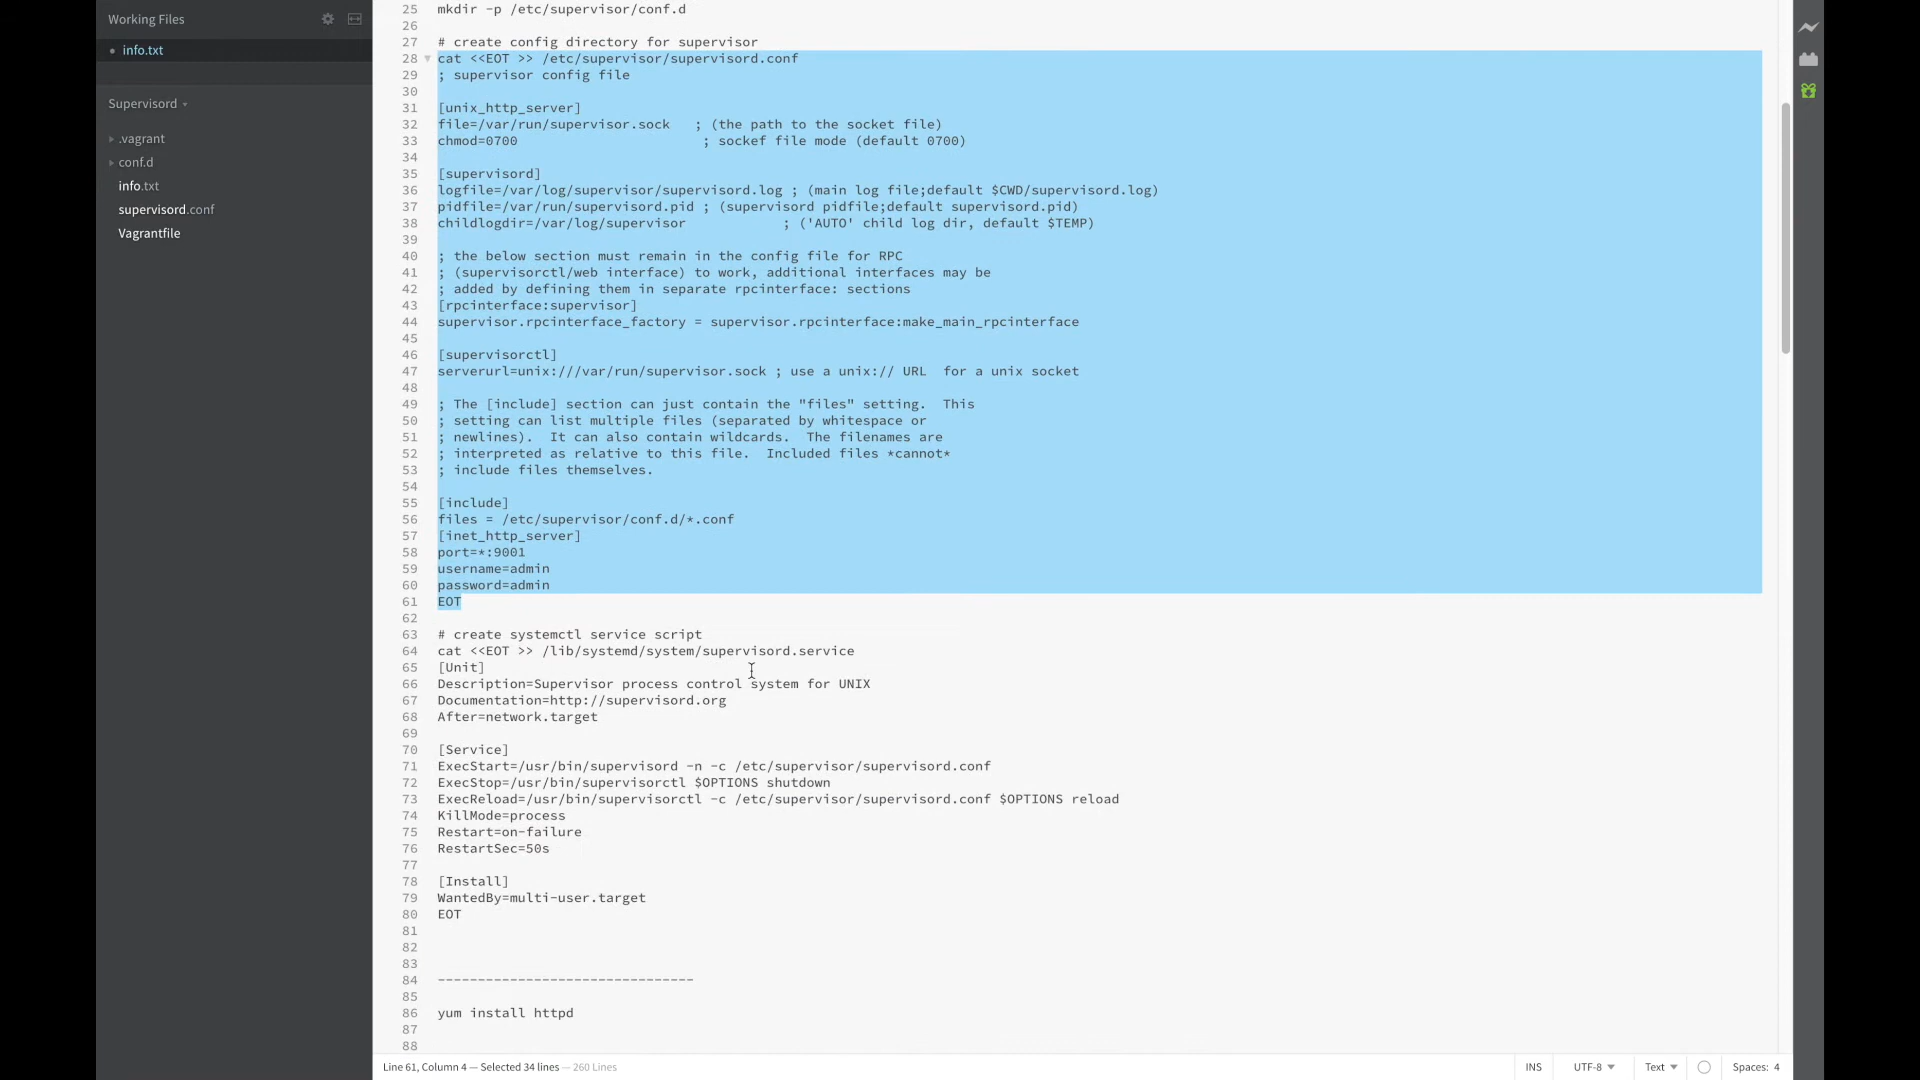 Working Files
info.txt
Supervisord
.vagrant
conf.d
info.txt
supervisord.conf
Vagrantfile
25 mkdir -p /etc/supervisor/conf.d
26
27 # create config directory for supervisor
28 cat <<EOT >> /etc/supervisor/supervisord.conf
29 ; supervisor config file
30
31 [unix_http_server]
32 file=/var/run/supervisor.sock   ; (the path to the socket file)
33 chmod=0700                       ; sockef file mode (default 0700)
34
35 [supervisord]
36 logfile=/var/log/supervisor/supervisord.log ; (main log file;default $CWD/supervisord.log)
37 pidfile=/var/run/supervisord.pid ; (supervisord pidfile;default supervisord.pid)
38 childlogdir=/var/log/supervisor            ; ('AUTO' child log dir, default $TEMP)
39
40 ; the below section must remain in the config file for RPC
41 ; (supervisorctl/web interface) to work, additional interfaces may be
42 ; added by defining them in separate rpcinterface: sections
43 [rpcinterface:supervisor]
44 supervisor.rpcinterface_factory = supervisor.rpcinterface:make_main_rpcinterface
45
46 [supervisorctl]
47 serverurl=unix:///var/run/supervisor.sock ; use a unix:// URL  for a unix socket
48
49 ; The [include] section can just contain the "files" setting.  This
50 ; setting can list multiple files (separated by whitespace or
51 ; newlines).  It can also contain wildcards.  The filenames are
52 ; interpreted as relative to this file.  Included files *cannot*
53 ; include files themselves.
54
55 [include]
56 files = /etc/supervisor/conf.d/*.conf
57 [inet_http_server]
58 port=*:9001
59 username=admin
60 password=admin
61 EOT
62
63 # create systemctl service script
64 cat <<EOT >> /lib/systemd/system/supervisord.service
65 [Unit]
66 Description=Supervisor process control system for UNIX
67 Documentation=http://supervisord.org
68 After=network.target
69
70 [Service]
71 ExecStart=/usr/bin/supervisord -n -c /etc/supervisor/supervisord.conf
72 ExecStop=/usr/bin/supervisorctl $OPTIONS shutdown
73 ExecReload=/usr/bin/supervisorctl -c /etc/supervisor/supervisord.conf $OPTIONS reload
74 KillMode=process
75 Restart=on-failure
76 RestartSec=50s
77
78 [Install]
79 WantedBy=multi-user.target
80 EOT
81
82
83
84 --------------------------------
85
86 yum install httpd
87
88
Line 61, Column 4 — Selected 34 lines — 260 Lines
INS
UTF-8
Text
Spaces: 4